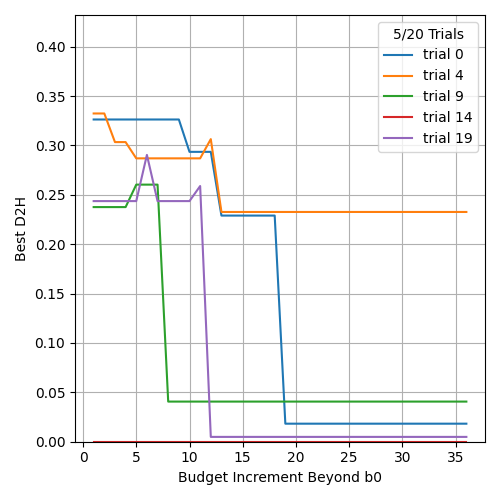 5/20 Trials
trial 0
trial 4
trial 9
trial 14
trial 19
0.40
0.35
0.30
0.25
0.20
0.15
0.10
0.05
0.00
Best D2H
0 5 10 15 20 25 30 35
Budget Increment Beyond b0